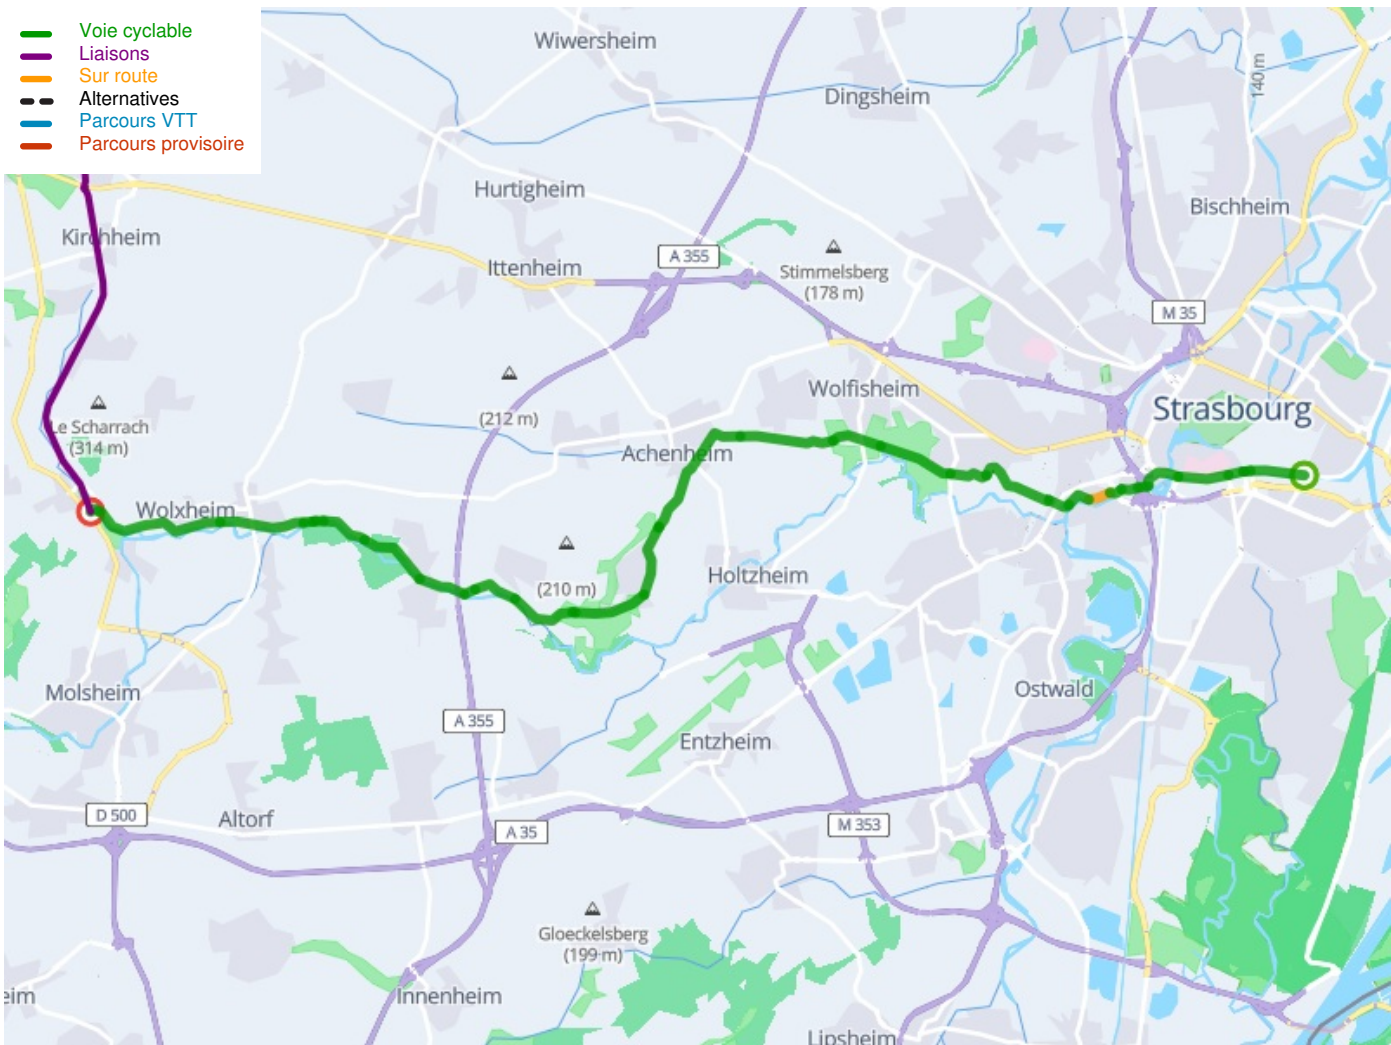 Voie cyclable
Liaisons
Sur route
Alternatives
Parcours VTT
Parcours provisoire
Wiwersheim
Dingsheim
140 m
Hurtigheim
Bischheim
Kirchheim
A 355
Ittenheim
Stimmelsberg
(178 m)
M 35
Wolfisheim
Strasbourg
(212 m)
Le Scharrach
(314 m)
Achenheim
Wolxheim
Holtzheim
(210 m)
Molsheim
Ostwald
A 355
Entzheim
D 500
Altorf
A 35
M 353
Gloeckelsberg
(199 m)
eim
Innenheim
Lipsheim